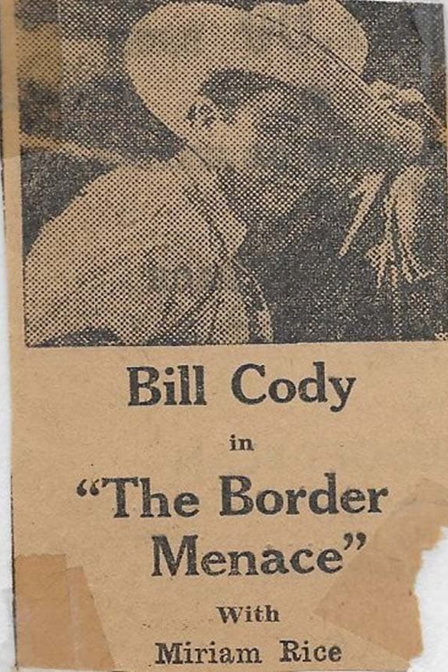 Bill Cody
in
“The Border
Menace”
With
Miriam Rice